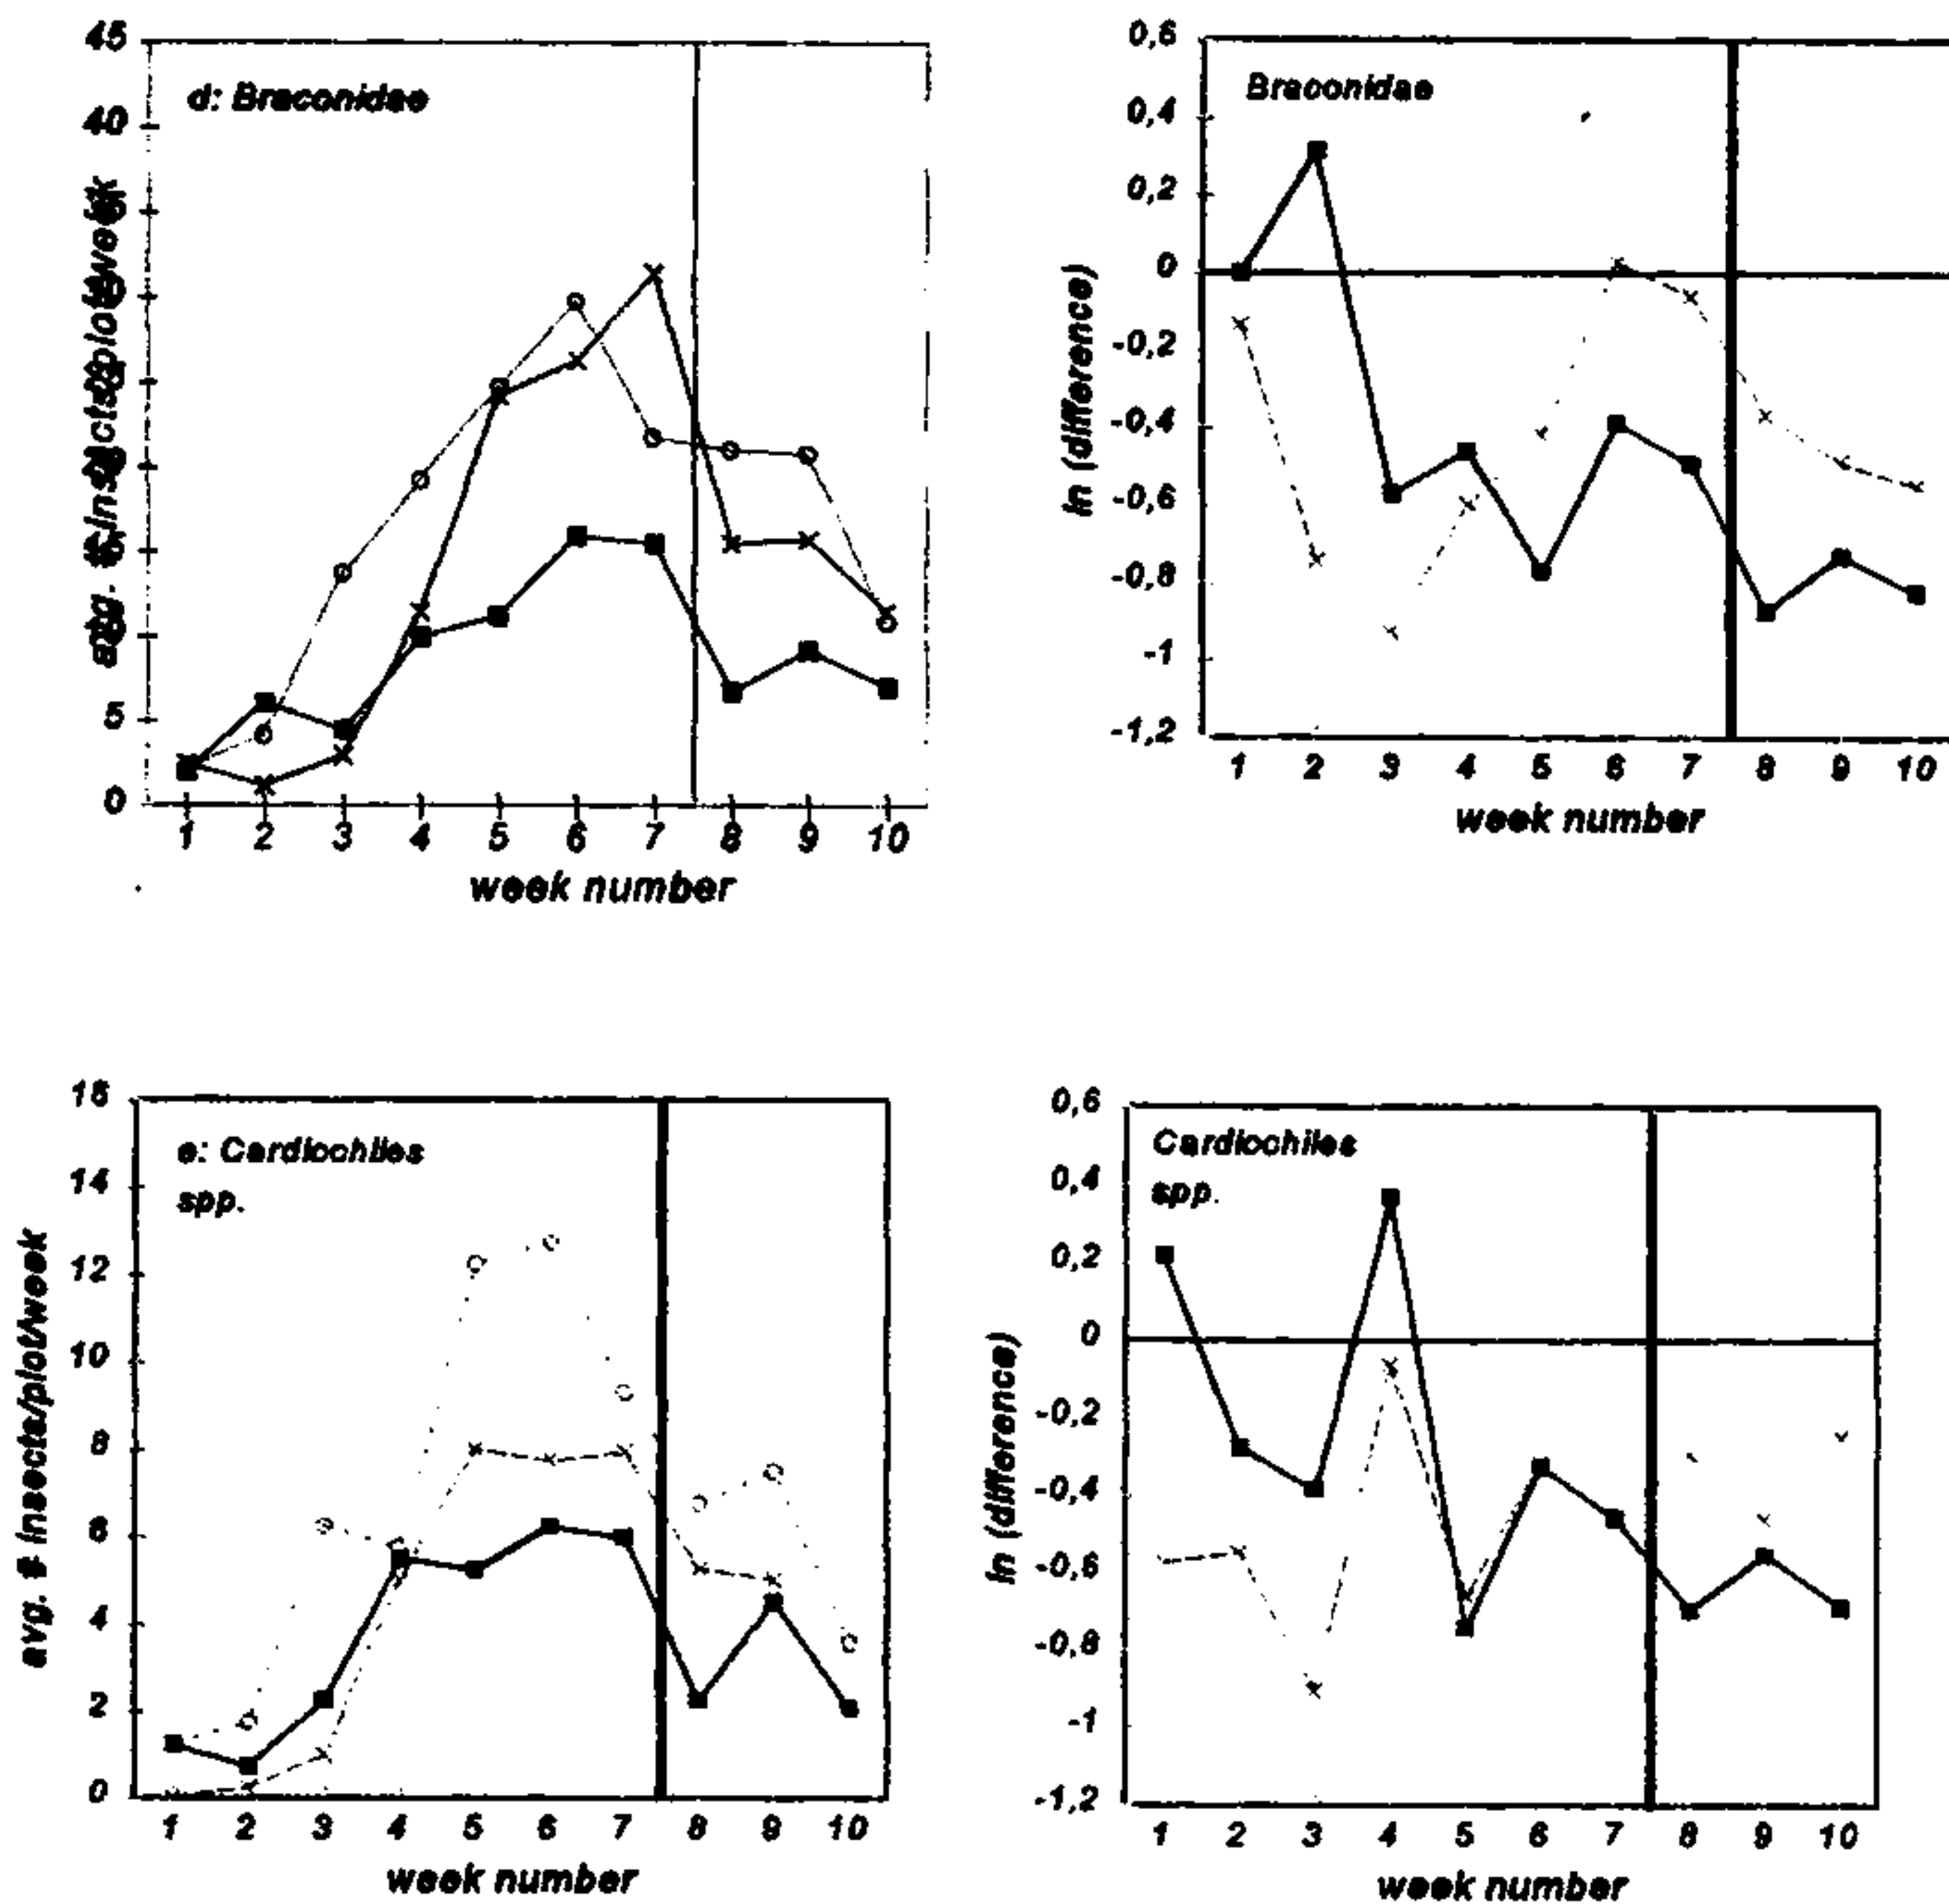 45
d: Braconidae
40
5
0
1 2 3 4 5 6 7 8 9 10
week number
0,6
Braconidae
0,4
0,2
0
-0,2
-0,4
-0,6
-0,8
-1
-1,2
ln (difference)
1 2 3 4 5 6 7 8 9 10
week number
16
e: Cardiochiles
spp.
14
12
10
8
6
4
2
0
avg. # insects/plot/week
1 2 3 4 5 6 7 8 9 10
week number
0,6
Cardiochiles
spp.
0,4
0,2
0
-0,2
-0,4
-0,6
-0,8
-1
-1,2
ln (difference)
1 2 3 4 5 6 7 8 9 10
week number